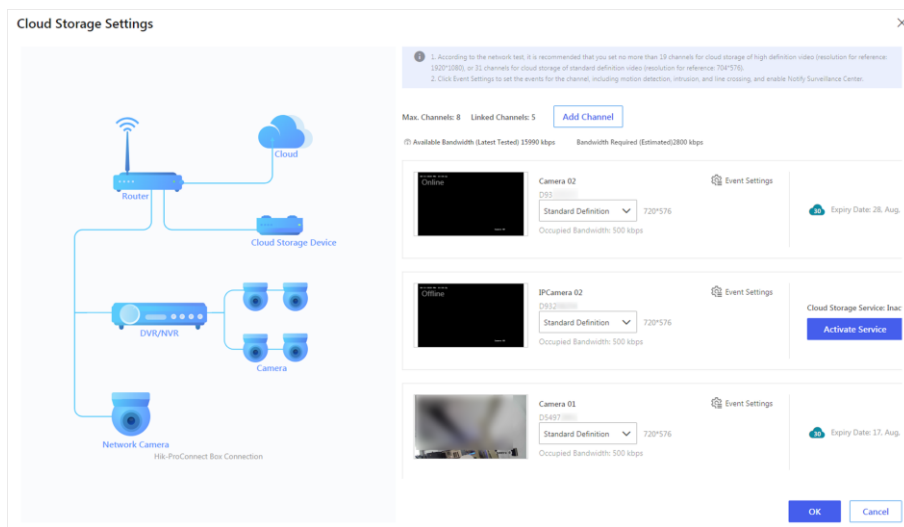 Cloud Storage Settings
1. According to the network test, it is recommended that you set no more than 19 channels for cloud storage of high definition video (resolution for reference:
1920*1080), or 31 channels for cloud storage of standard definition video (resolution for reference: 704*576).
2. Click Event Settings to set the events for the channel, including motion detection, intrusion, and line crossing, and enable Notify Surveillance Center.
Max. Channels: 8 Linked Channels: 5 Add Channel
Available Bandwidth (Latest Tested) 15990 kbps Bandwidth Required (Estimated)2800 kbps
Cloud
Router
Cloud Storage Device
DVR/NVR
Camera
Network Camera
Hik-ProConnect Box Connection
Online
Camera 02
D93
Standard Definition 720*576
Occupied Bandwidth: 500 kbps
Event Settings
30 Expiry Date: 28, Aug.
Offline
IPCamera 02
D932
Standard Definition 720*576
Occupied Bandwidth: 500 kbps
Event Settings
Cloud Storage Service: Inac
Activate Service
Camera 01
D5497
Standard Definition 720*576
Occupied Bandwidth: 500 kbps
Event Settings
30 Expiry Date: 17, Aug.
OK Cancel